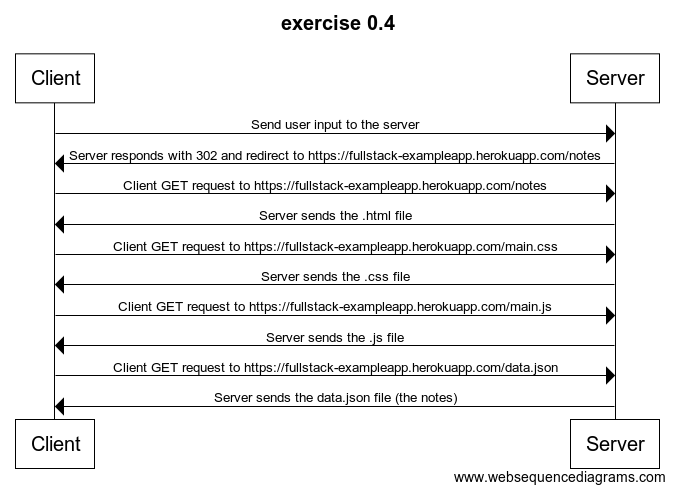 exercise 0.4
Client
Server
Send user input to the server
Server responds with 302 and redirect to https://fullstack-exampleapp.herokuapp.com/notes
Client GET request to https://fullstack-exampleapp.herokuapp.com/notes
Server sends the .html file
Client GET request to https://fullstack-exampleapp.herokuapp.com/main.css
Server sends the .css file
Client GET request to https://fullstack-exampleapp.herokuapp.com/main.js
Server sends the .js file
Client GET request to https://fullstack-exampleapp.herokuapp.com/data.json
Server sends the data.json file (the notes)
Client
Server
www.websequencediagrams.com